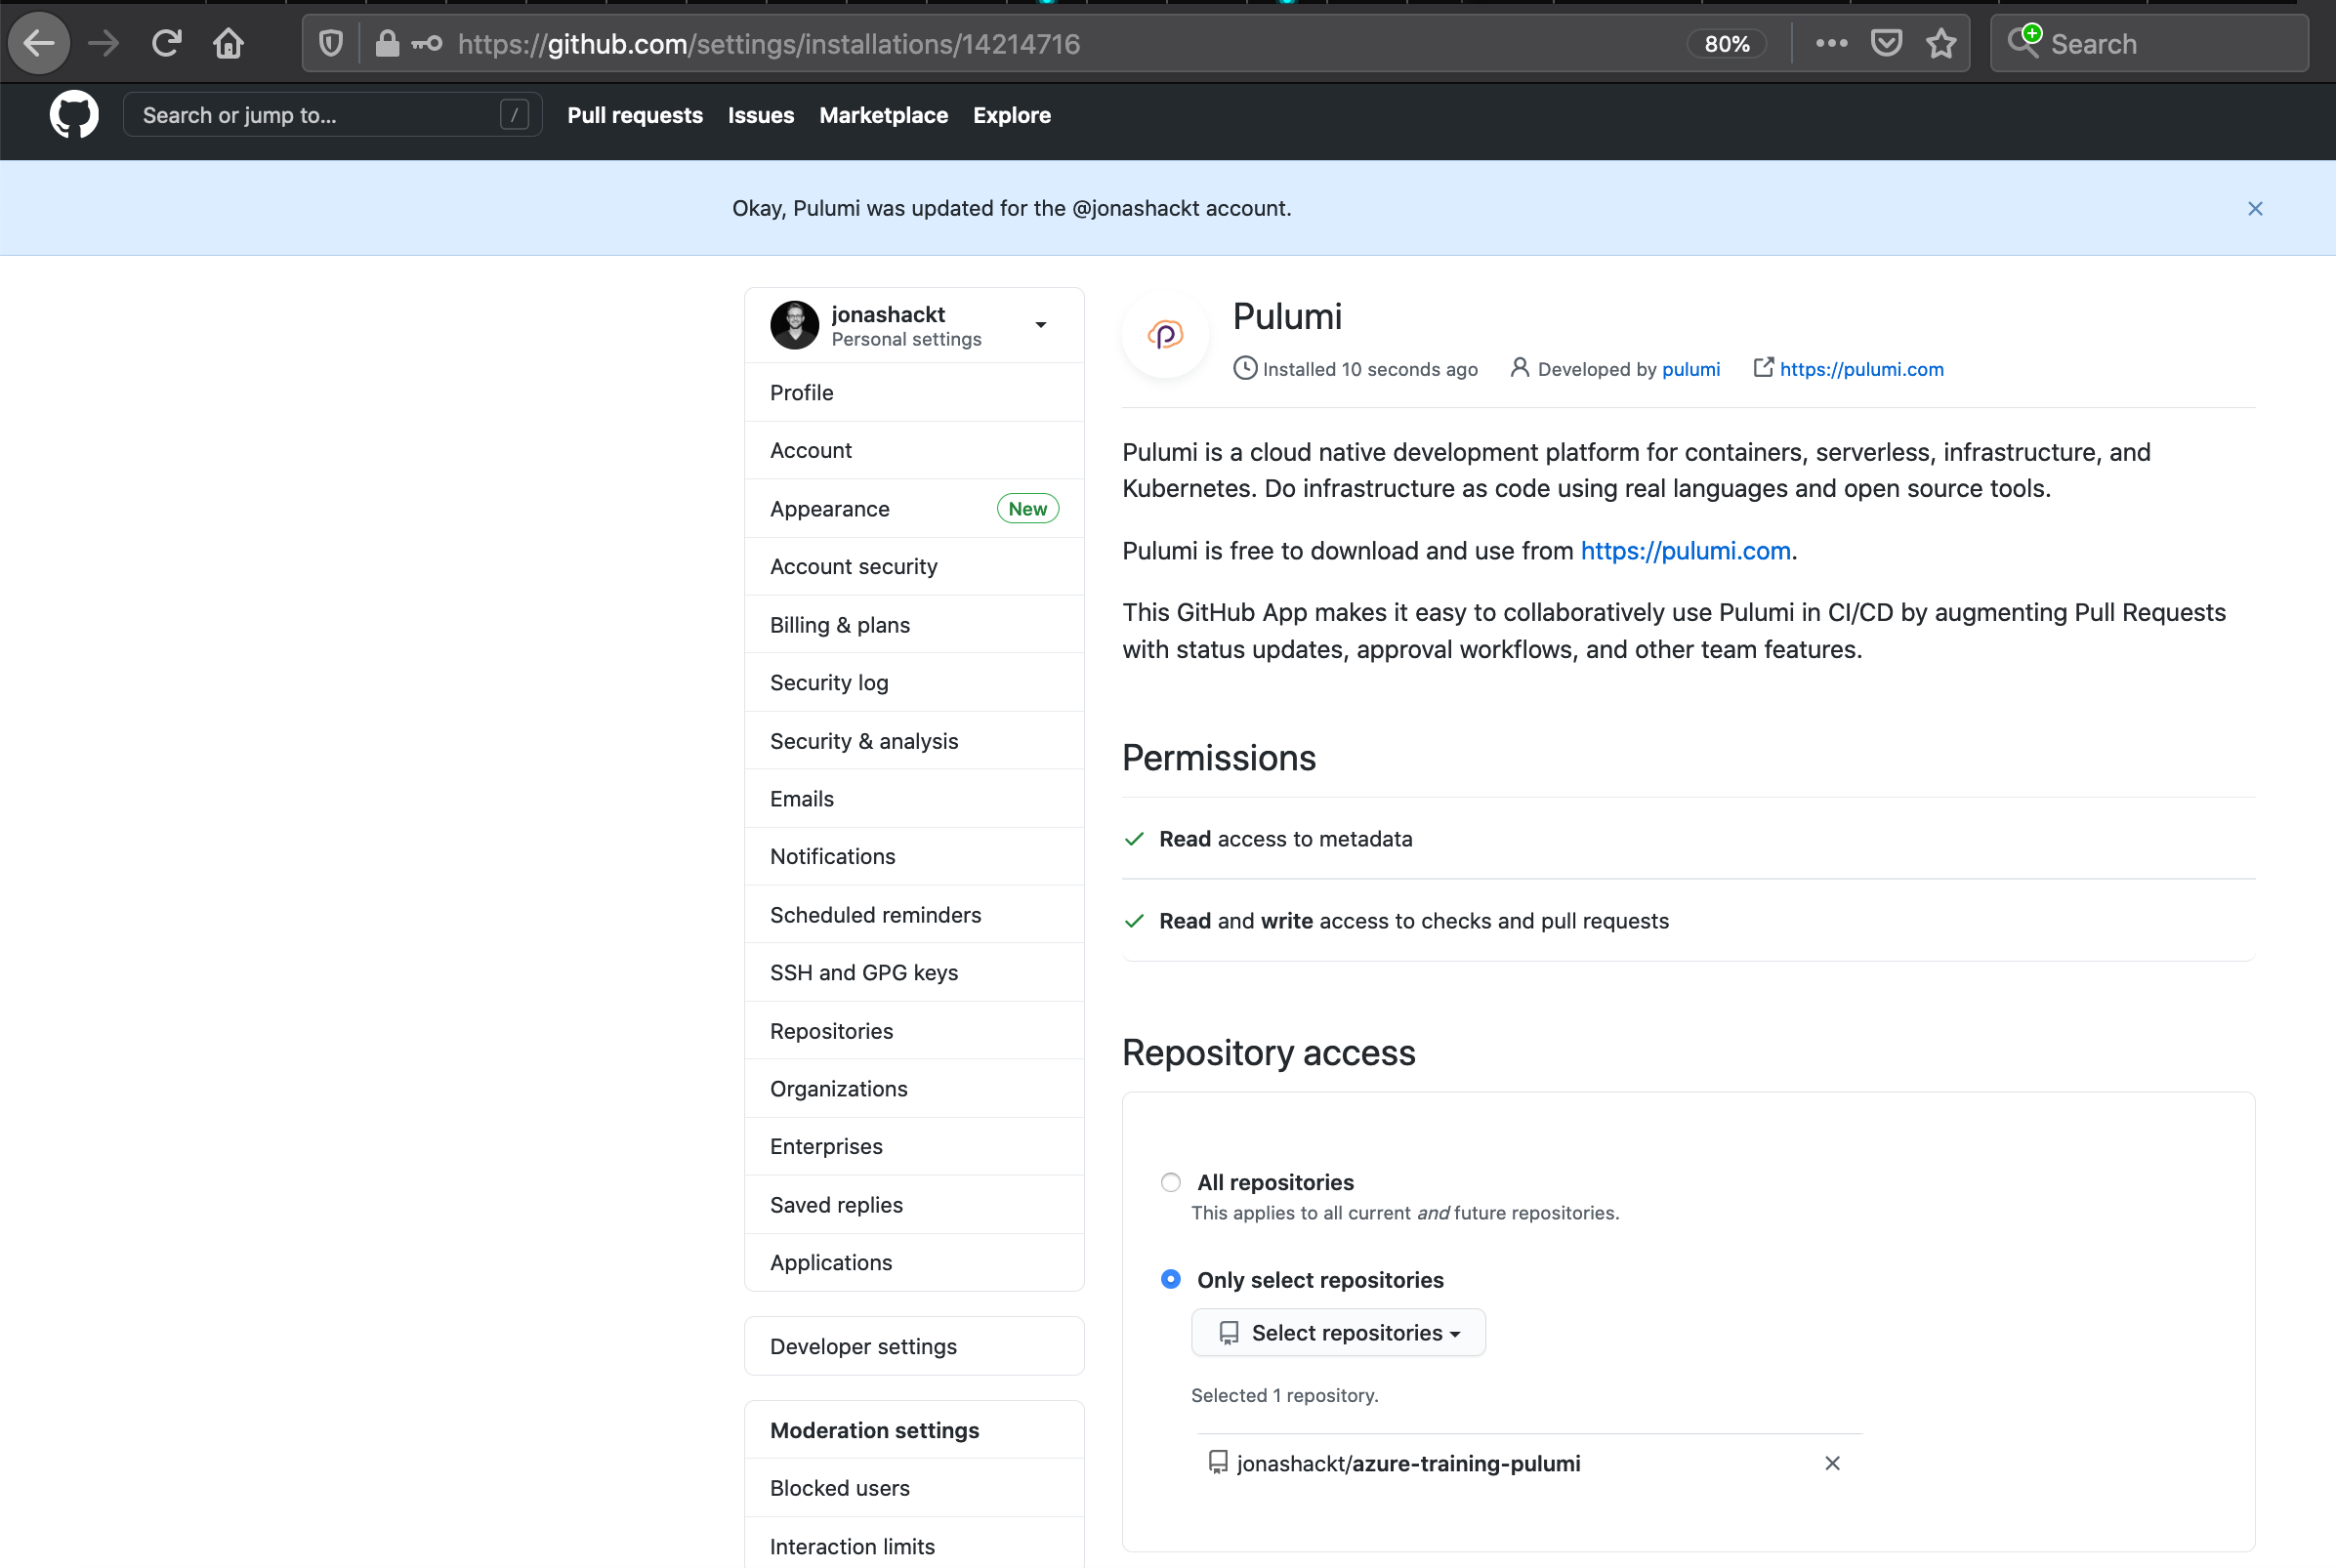 https://github.com/settings/installations/14214716
80%
Search
Search or jump to...
/
Pull requests
Issues
Marketplace
Explore
Okay, Pulumi was updated for the @jonashackt account.
jonashackt
Personal settings
Profile
Account
Appearance
New
Account security
Billing & plans
Security log
Security & analysis
Emails
Notifications
Scheduled reminders
SSH and GPG keys
Repositories
Organizations
Enterprises
Saved replies
Applications
Developer settings
Moderation settings
Blocked users
Interaction limits
Pulumi
Installed 10 seconds ago
Developed by pulumi
https://pulumi.com
Pulumi is a cloud native development platform for containers, serverless, infrastructure, and
Kubernetes. Do infrastructure as code using real languages and open source tools.
Pulumi is free to download and use from https://pulumi.com.
This GitHub App makes it easy to collaboratively use Pulumi in CI/CD by augmenting Pull Requests
with status updates, approval workflows, and other team features.
Permissions
Read access to metadata
Read and write access to checks and pull requests
Repository access
All repositories
This applies to all current and future repositories.
Only select repositories
Select repositories
Selected 1 repository.
jonashackt/azure-training-pulumi